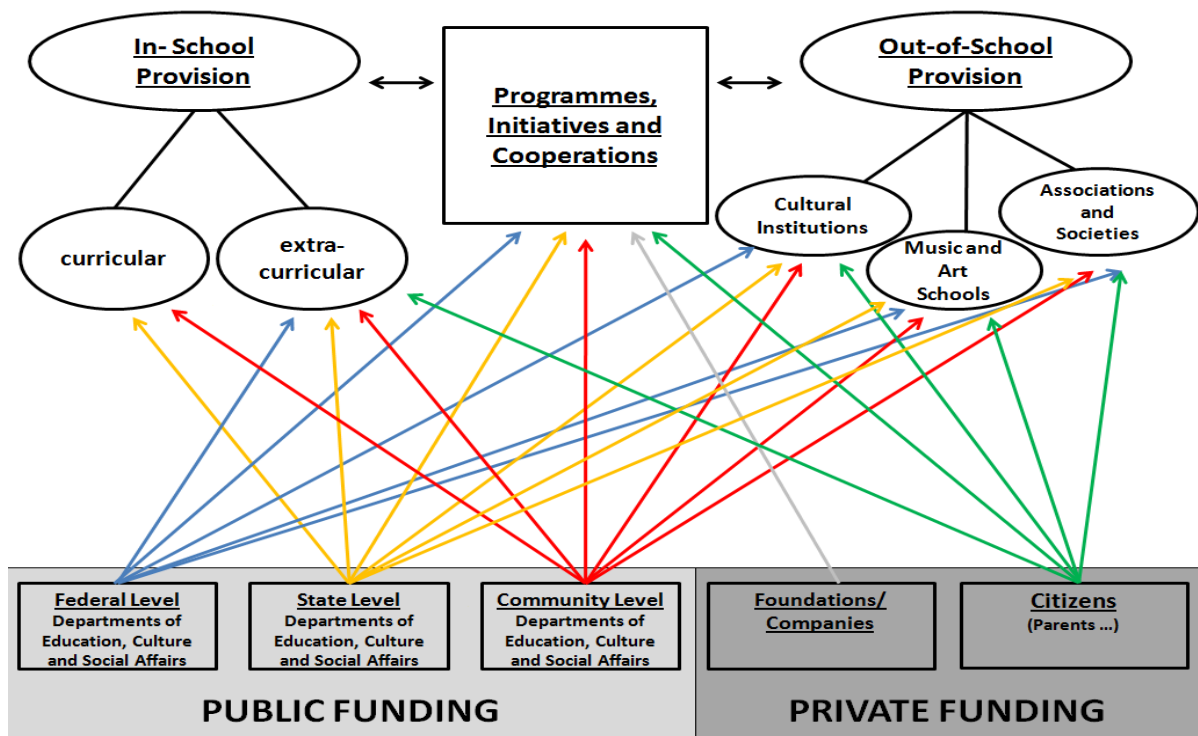 In- School
Provision
Programmes,
Initiatives and
Cooperations
Out-of-School
Provision
curricular
extra-
curricular
Cultural
Institutions
Music and
Art
Schools
Associations
and
Societies
Federal Level
Departments of
Education, Culture
and Social Affairs
State Level
Departments of
Education, Culture
and Social Affairs
Community Level
Departments of
Education, Culture
and Social Affairs
Foundations/
Companies
Citizens
(Parents ...)
PUBLIC FUNDING
PRIVATE FUNDING